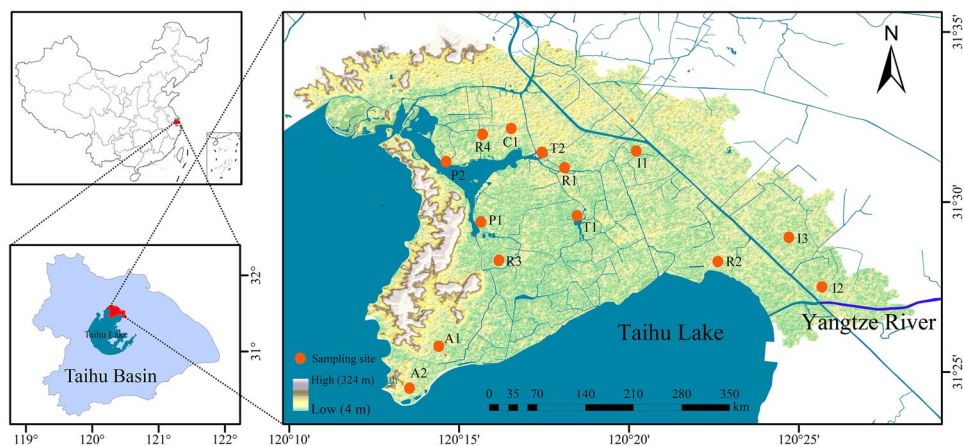 N
31°35′
31°30′
31°25′
R4
C1
T2
I1
P2
R1
P1
T1
R3
R2
I3
I2
A1
A2
Yangtze River
Taihu Lake
Sampling site
High (324 m)
Low (4 m)
0 35 70 140 210 280 350
km
120°10′ 120°15′ 120°20′ 120°25′
32°
31°
Taihu Lake
Taihu Basin
119° 120° 121° 122°